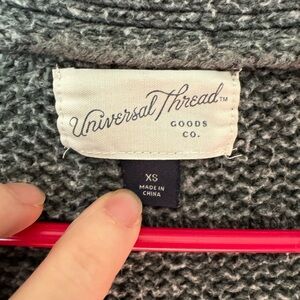 Universal Thread™
GOODS
CO.
XS
MADE IN
CHINA